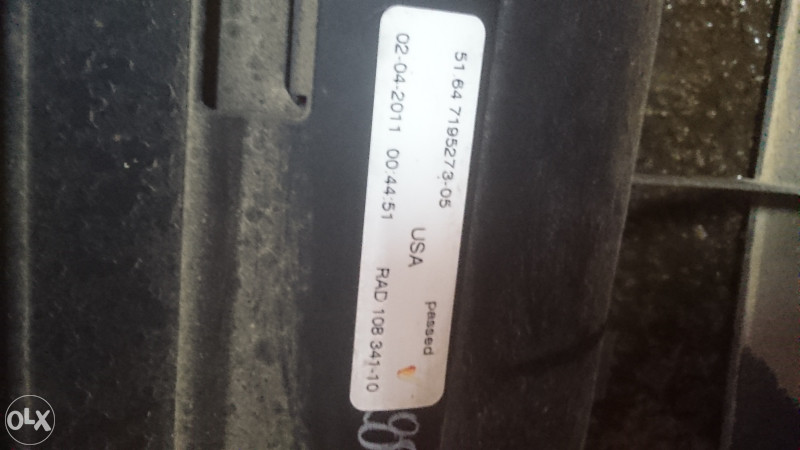 51 64 7195273-05
USA passed
02-04-2011 00:44:51
RAD 108 341-10
OLX